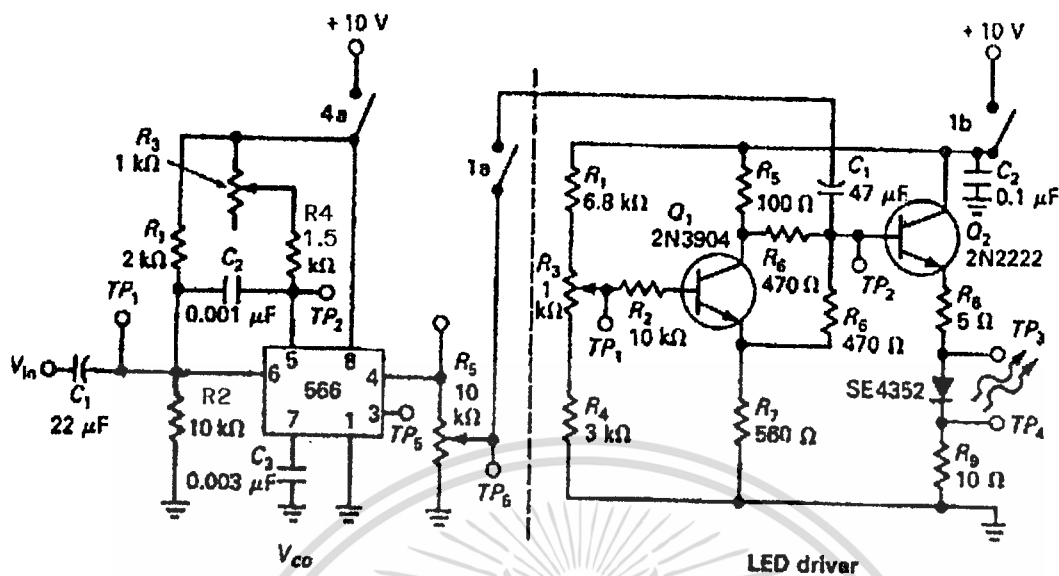 + 10 V
4a
R3
1 kΩ
R4
1.5
kΩ
R1
2 kΩ
C2
0.001 μF
TP1
TP2
Vin
C1
22 μF
R2
10 kΩ
6
5
8
566
4
3
7
1
C3
0.003 μF
R5
10
kΩ
TP5
TP6
VCO
1a
+ 10 V
1b
R1
6.8 kΩ
R5
100 Ω
C1
47 μF
C2
0.1 μF
Q1
2N3904
Q2
2N2222
R3
1
kΩ
R2
10 kΩ
TP1
R6
470 Ω
TP2
R6
470 Ω
R8
5 Ω
TP3
SE4352
TP4
R4
3 kΩ
R7
560 Ω
R9
10 Ω
LED driver